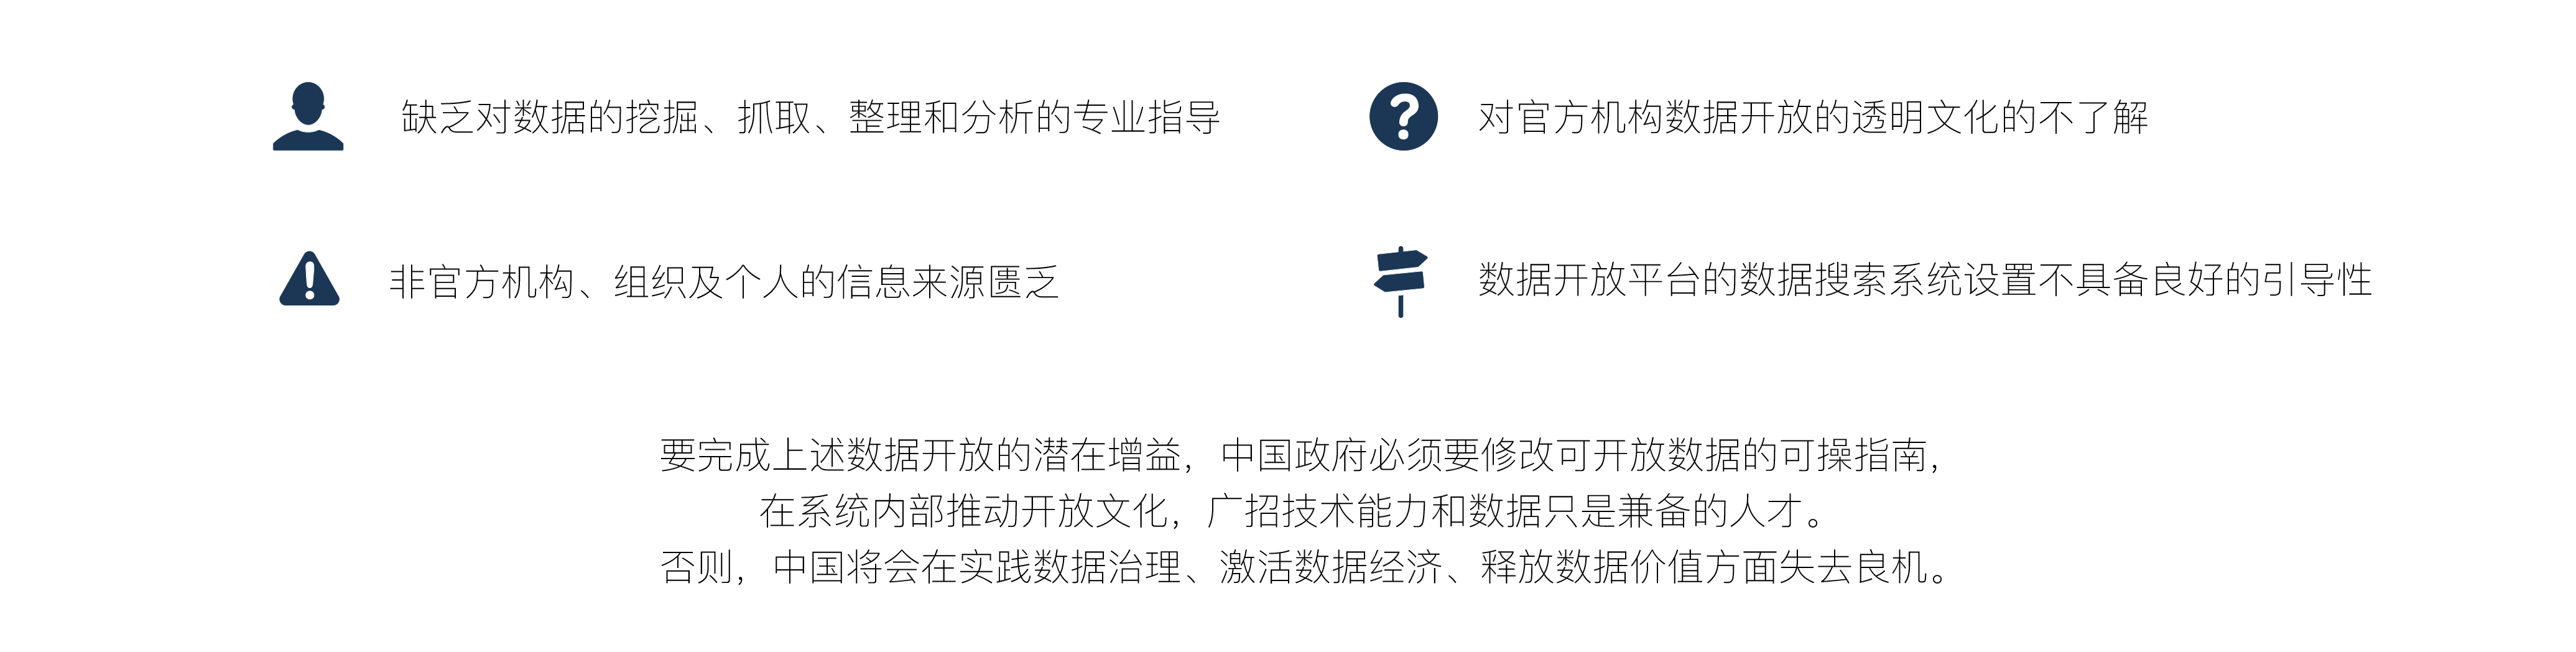 缺乏对数据的挖掘、抓取、整理和分析的专业指导
对官方机构数据开放的透明文化的不了解
非官方机构、组织及个人的信息来源匮乏
数据开放平台的数据搜索系统设置不具备良好的引导性
要完成上述数据开放的潜在增益，中国政府必须要修改可开放数据的可操指南，
在系统内部推动开放文化，广招技术能力和数据只是兼备的人才。
否则，中国将会在实践数据治理、激活数据经济、释放数据价值方面失去良机。